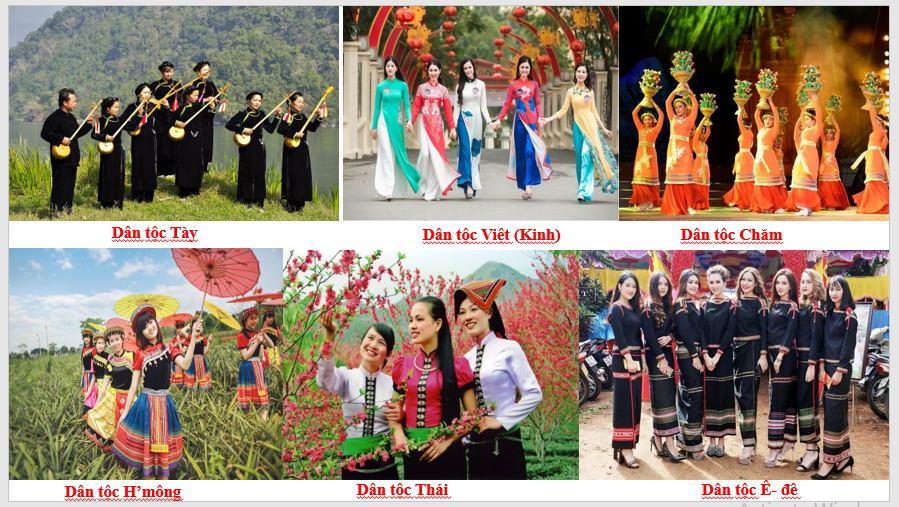 Dân tộc Tày
Dân tộc Việt (Kinh)
Dân tộc Chăm
Dân tộc H'mông
Dân tộc Thái
Dân tộc Ê- đê